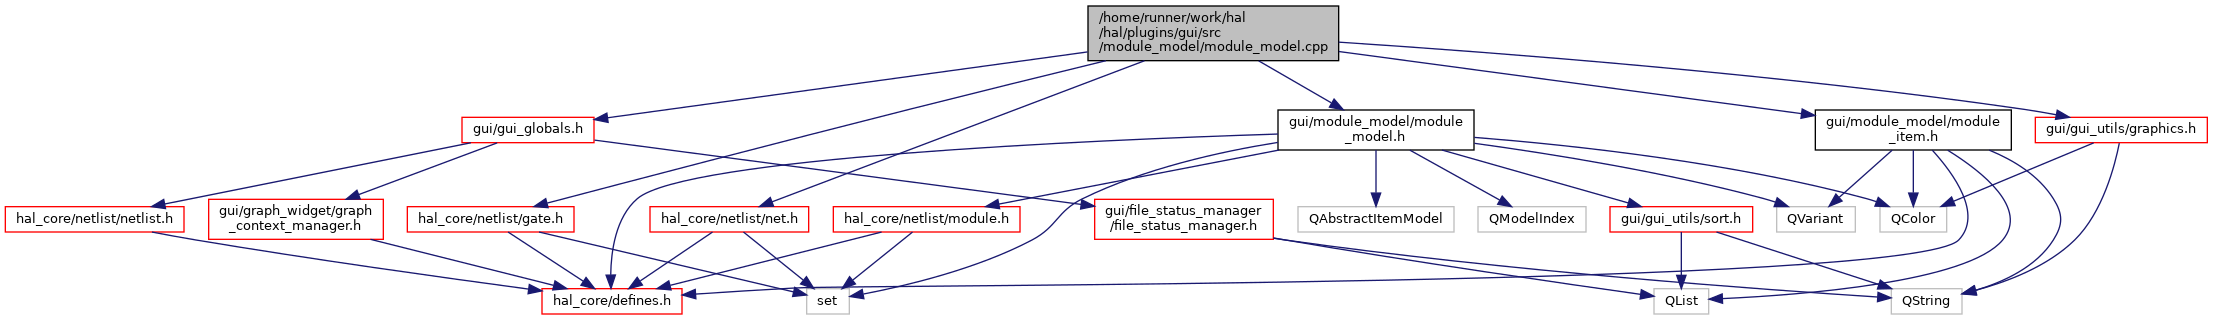 /home/runner/work/hal
/hal/plugins/gui/src
/module_model/module_model.cpp
gui/gui_globals.h
gui/module_model/module
_model.h
gui/module_model/module
_item.h
gui/gui_utils/graphics.h
hal_core/netlist/netlist.h
gui/graph_widget/graph
_context_manager.h
hal_core/netlist/gate.h
hal_core/netlist/net.h
hal_core/netlist/module.h
gui/file_status_manager
/file_status_manager.h
QAbstractItemModel
QModelIndex
gui/gui_utils/sort.h
QVariant
QColor
hal_core/defines.h
set
QList
QString